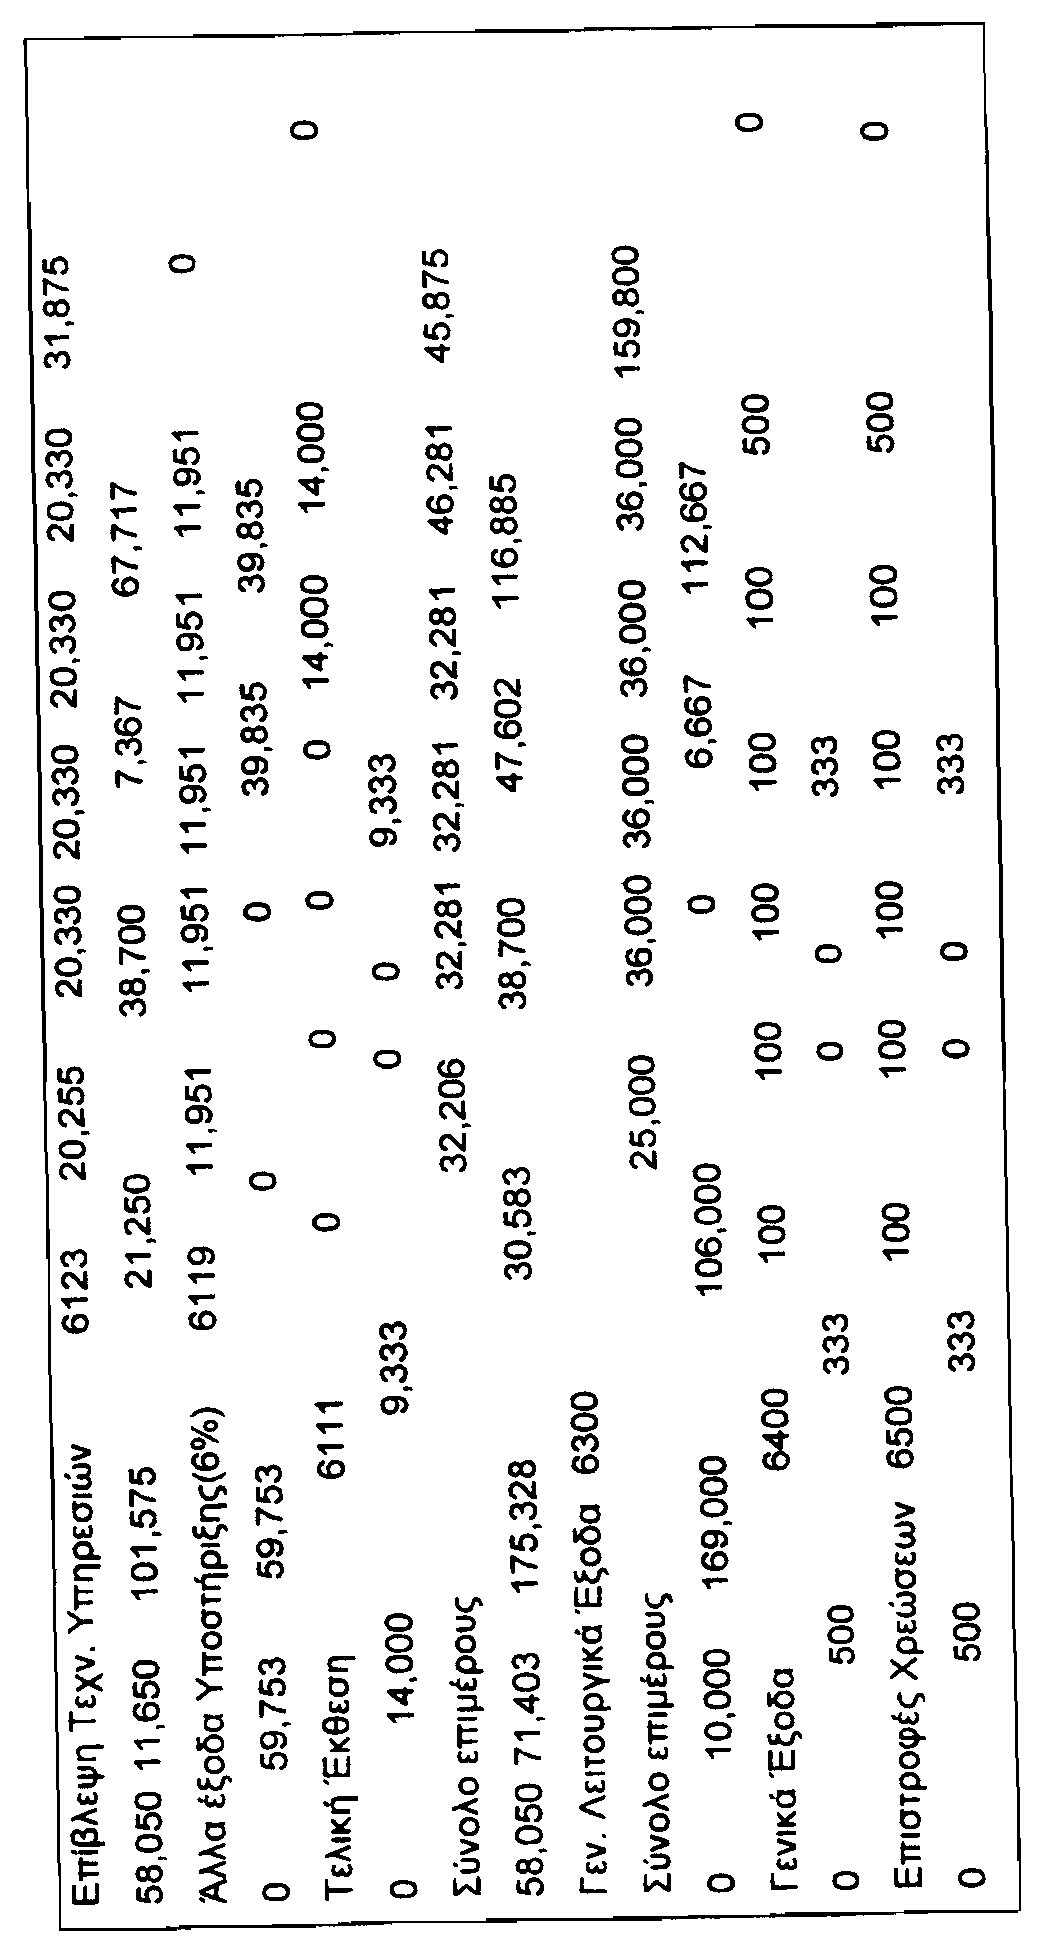 Επίβλεψη Τεχν. Υπηρεσιών 6123 20,255 20,330 20,330 20,330 20,330 31,875
58,050 11,650 101,575 21,250 38,700 7,367 67,717
Άλλα έξοδα Υποστήριξης(6%) 6119 11,951 11,951 11,951 11,951 11,951 0
0 59,753 59,753 0 0 39,835 39,835
Τελική Έκθεση 6111 0 0 0 0 14,000 14,000 0
0 14,000 9,333 0 0 9,333
Σύνολο επιμέρους 32,206 32,281 32,281 32,281 46,281 45,875
58,050 71,403 175,328 30,583 38,700 47,602 116,885
Γεν. Λειτουργικά Έξοδα 6300
Σύνολο επιμέρους 25,000 36,000 36,000 36,000 36,000 159,800
0 10,000 169,000 106,000 0 6,667 112,667
Γενικά Έξοδα 6400 100 100 100 100 100 500 0
0 500 333 0 0 333
Επιστροφές Χρεώσεων 6500 100 100 100 100 100 500 0
0 500 333 0 0 333